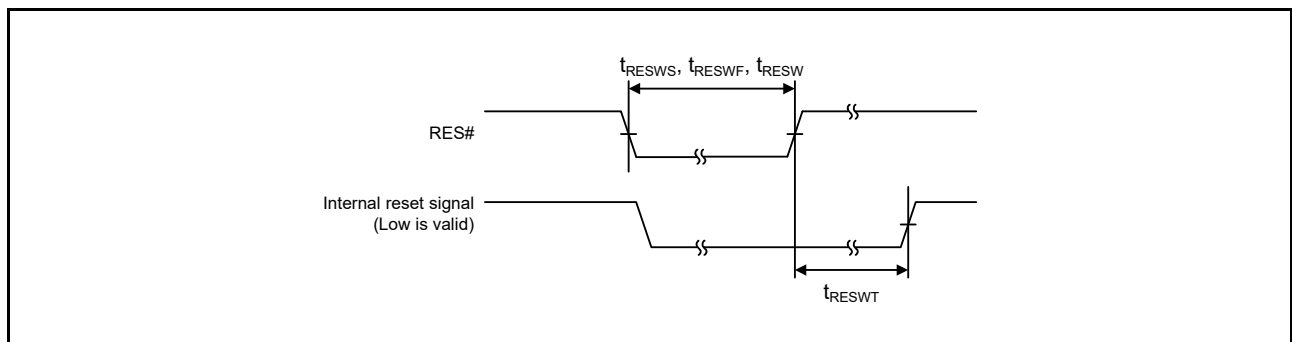 tRESWS, tRESWF, tRESW
RES#
Internal reset signal
(Low is valid)
tRESWT